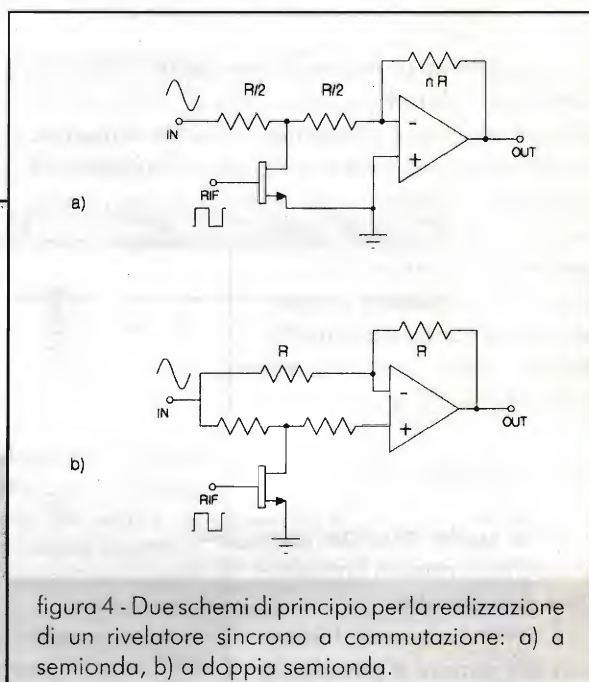 n R
R/2 R/2
IN
-
+
OUT
RIF
a)
R
R
IN
-
+
OUT
b)
RIF
figura 4 - Due schemi di principio per la realizzazione
di un rivelatore sincrono a commutazione: a) a
semionda, b) a doppia semionda.